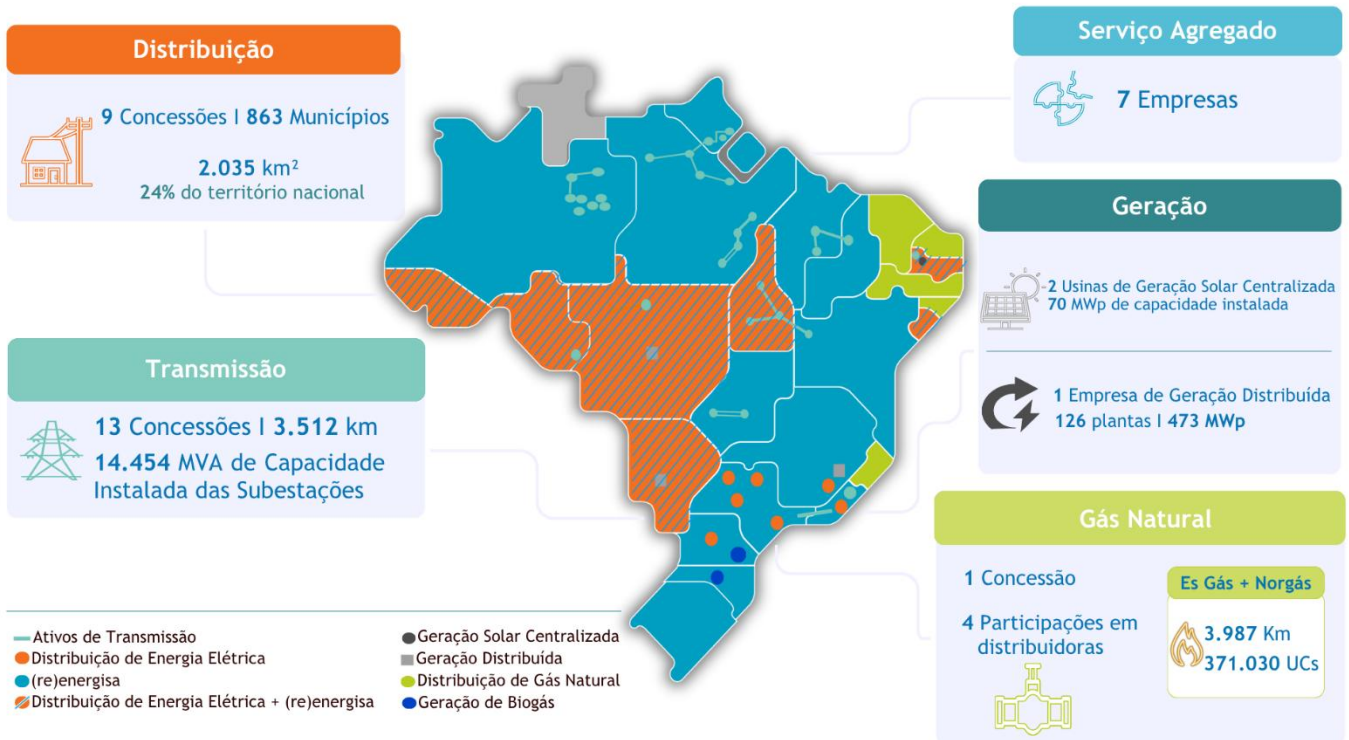 Distribuição
9 Concessões I 863 Municípios
2.035 km²
24% do território nacional
Transmissão
13 Concessões I 3.512 km
14.454 MVA de Capacidade
Instalada das Subestações
Serviço Agregado
7 Empresas
Geração
2 Usinas de Geração Solar Centralizada
70 MWp de capacidade instalada
1 Empresa de Geração Distribuída
126 plantas I 473 MWp
Gás Natural
1 Concessão
4 Participações em
distribuidoras
Es Gás + Norgás
3.987 Km
371.030 UCs
Ativos de Transmissão
Distribuição de Energia Elétrica
(re)energisa
Distribuição de Energia Elétrica + (re)energisa
Geração Solar Centralizada
Geração Distribuída
Distribuição de Gás Natural
Geração de Biogás